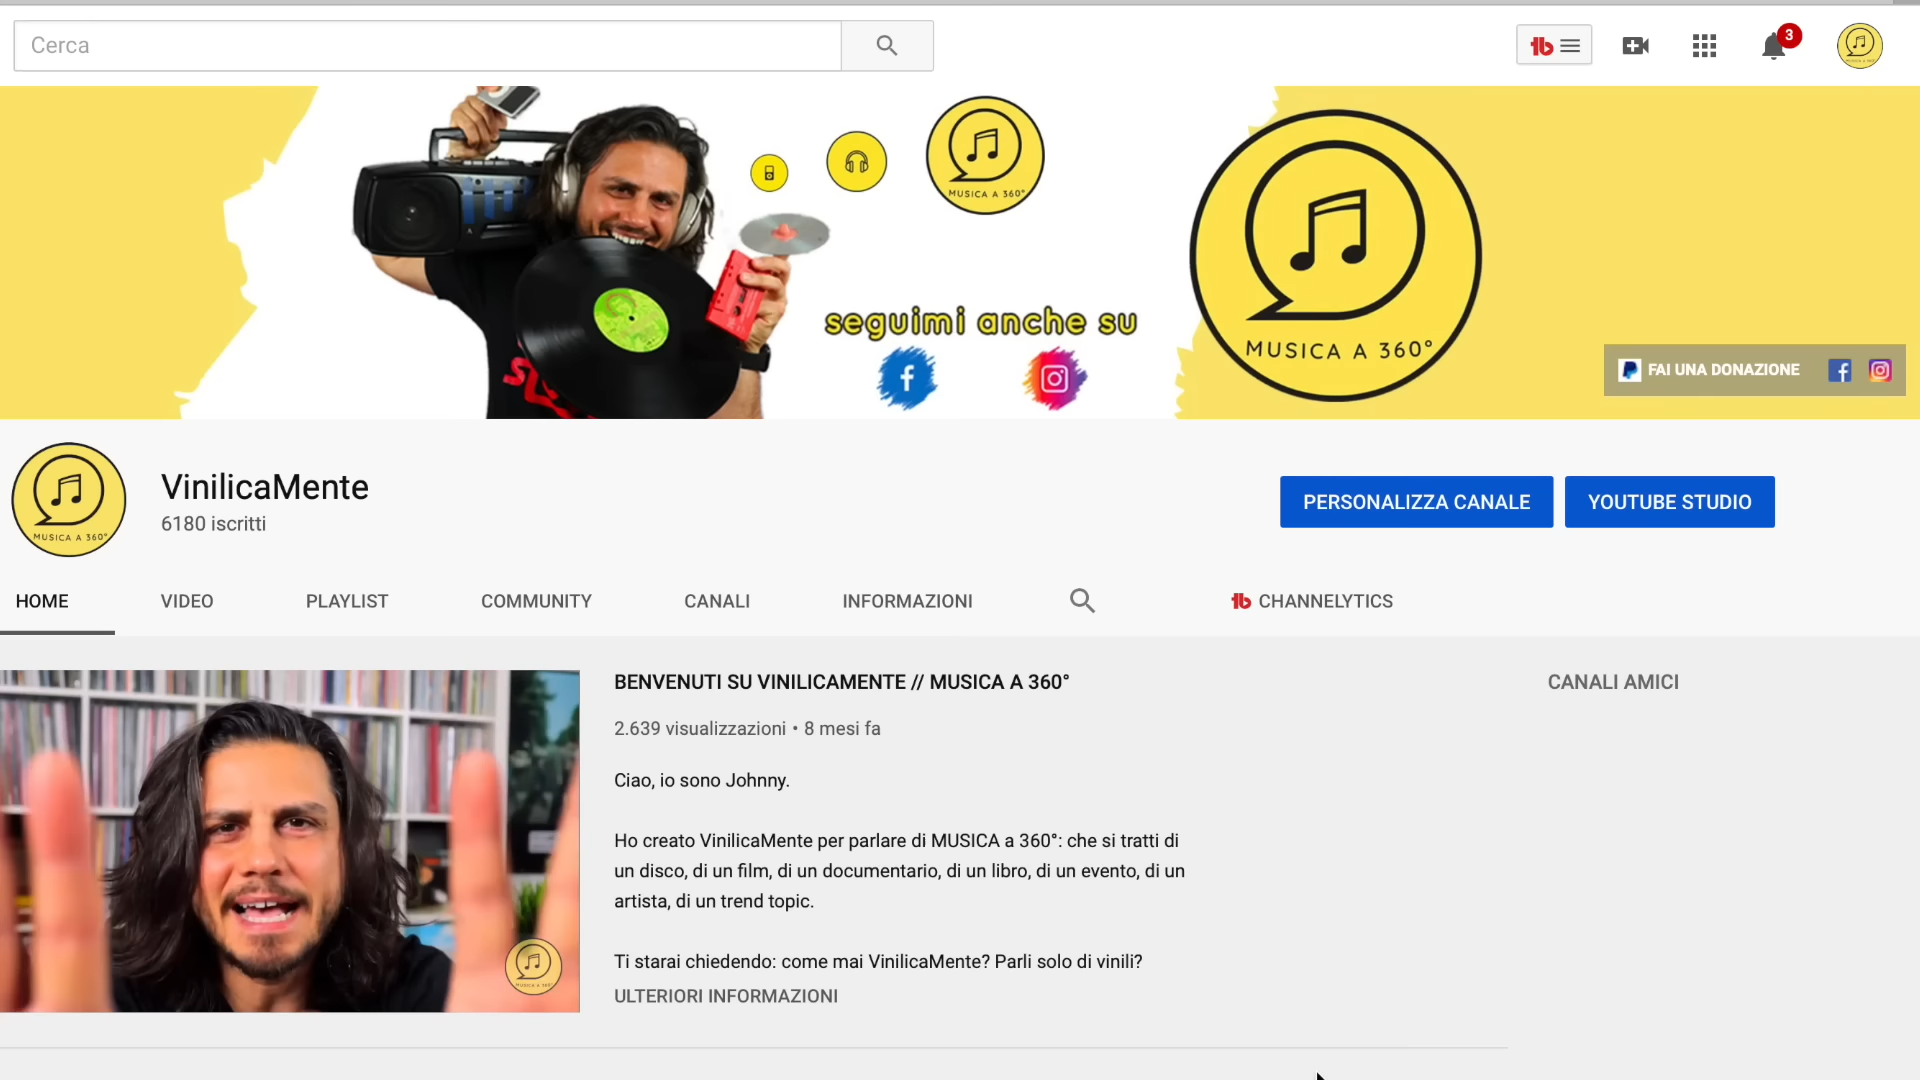 Cerca
3
MUSICA A 360°
seguimi anche su
MUSICA A 360°
FAI UNA DONAZIONE
MUSICA A 360°
VinilicaMente
6180 iscritti
PERSONALIZZA CANALE
YOUTUBE STUDIO
HOME
VIDEO
PLAYLIST
COMMUNITY
CANALI
INFORMAZIONI
CHANNELYTICS
BENVENUTI SU VINILICAMENTE // MUSICA A 360°
2.639 visualizzazioni • 8 mesi fa
Ciao, io sono Johnny.
Ho creato VinilicaMente per parlare di MUSICA a 360°: che si tratti di
un disco, di un film, di un documentario, di un libro, di un evento, di un
artista, di un trend topic.
Ti starai chiedendo: come mai VinilicaMente? Parli solo di vinili?
ULTERIORI INFORMAZIONI
CANALI AMICI